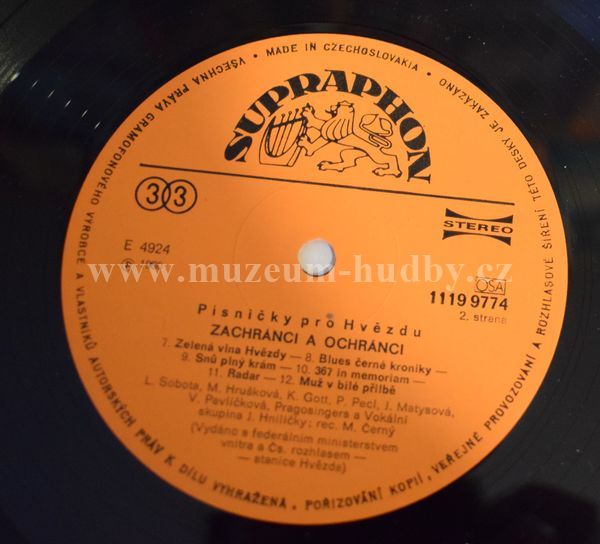 VŠECHNA PRÁVA GRAMOFONOVÉHO VÝROBCE A VLASTNÍKŮ AUTORSKÝCH PRÁV K DÍLU VYHRAŽENA, POŘIZOVÁNÍ KOPIÍ, VEŘEJNÉ PROVOZOVÁNÍ A ROZHLASOVÉ ŠÍŘENÍ TÉTO DESKY JE ZAKÁZÁNO
• MADE IN CZECHOSLOVAKIA •
SUPRAPHON
33
STEREO
E 4924
www.muzeum-hudby.cz
OSA
1119 9774
2. strana
Písničky pro Hvězdu
ZACHRÁNCI A OCHRÁNCI
7. Zelená vlna Hvězdy — 8. Blues černé kroniky —
9. Snů plný krám — 10. 367 in memoriam —
11. Radar — 12. Muž v bílé přilbě
L. Sobota, M. Hrušková, K. Gott, P. Pecl, J. Matysová,
V. Pavlíčková, Pragosingers a Vokální
skupina J. Hniličky; rec. M. Černý
(Vydáno s federálním ministerstvem
vnitra a Čs. rozhlasem —
stanice Hvězda)